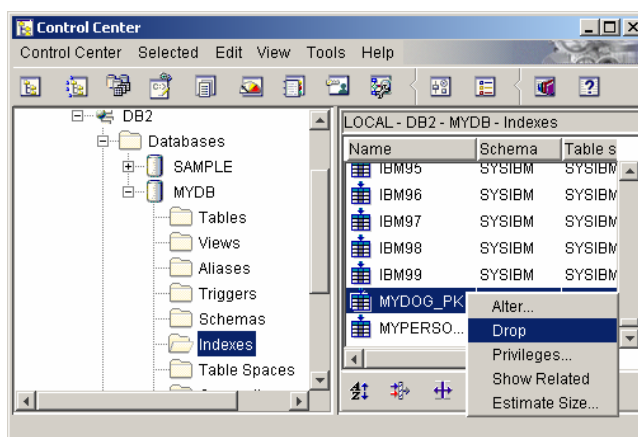 Control Center
Control Center Selected Edit View Tools Help
DB2
Databases
SAMPLE
MYDB
Tables
Views
Aliases
Triggers
Schemas
Indexes
Table Spaces
LOCAL - DB2 - MYDB - Indexes
Name Schema Table s
IBM95 SYSIBM SYSIBM
IBM96 SYSIBM SYSIBM
IBM97 SYSIBM SYSIBM
IBM98 SYSIBM SYSIBM
IBM99 SYSIBM SYSIBM
MYDOG_PK
MYPERSO...
Alter...
Drop
Privileges...
Show Related
Estimate Size...